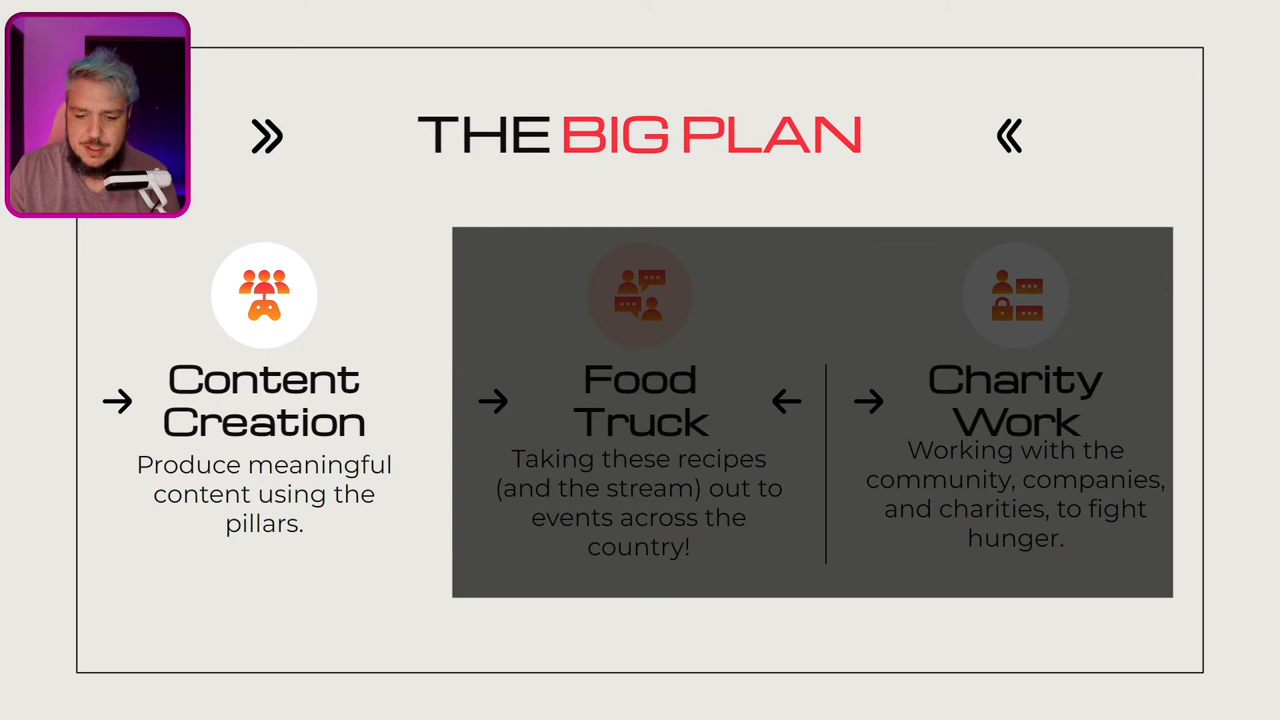 THE BIG PLAN
Content
Creation
Produce meaningful
content using the
pillars.
Food
Truck
Taking these recipes
(and the stream) out to
events across the
country!
Charity
Work
Working with the
community, companies,
and charities, to fight
hunger.